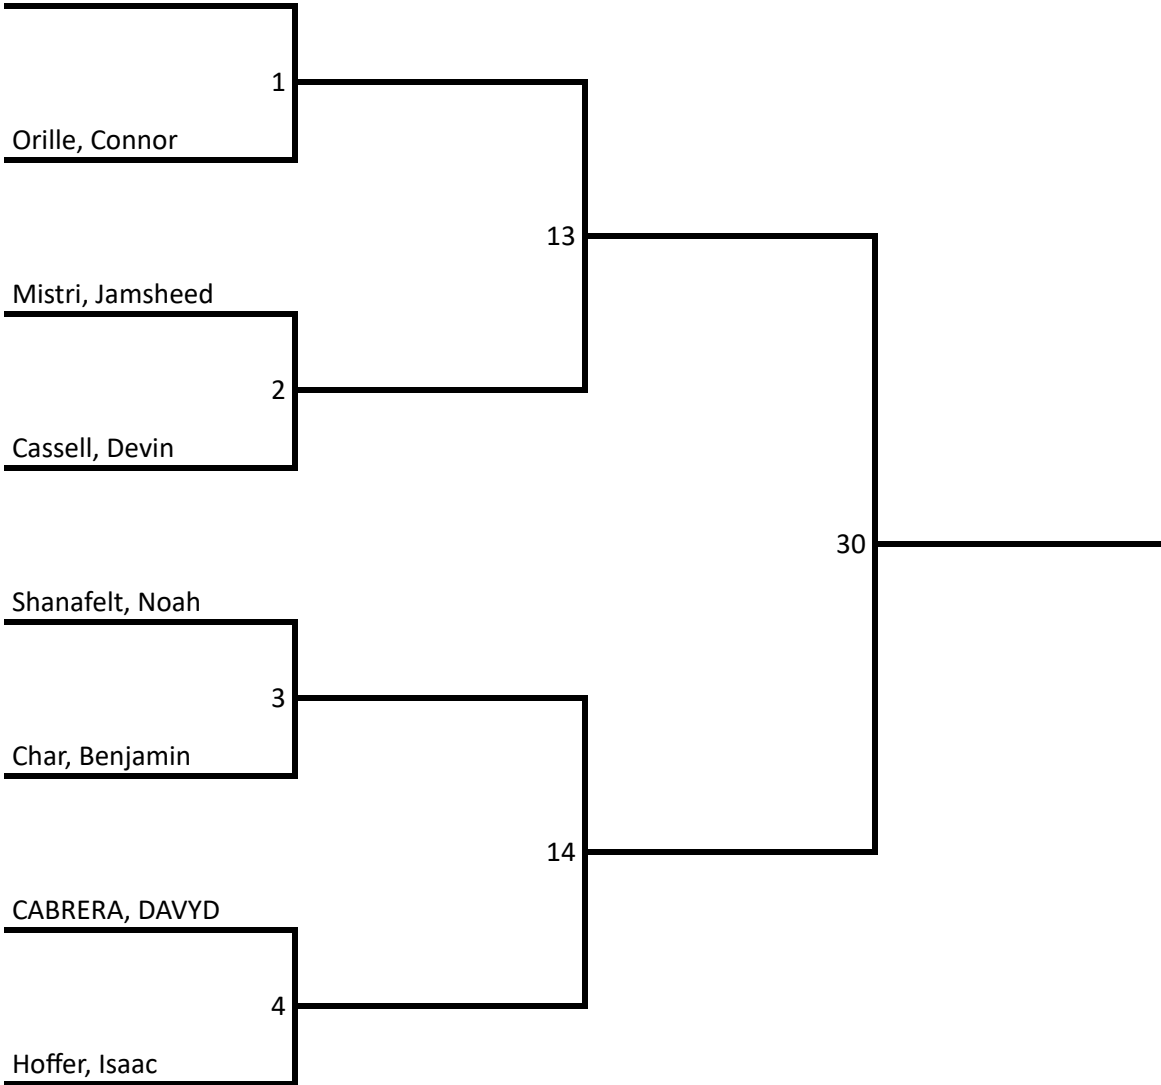 1
Orille, Connor
13
Mistri, Jamsheed
2
Cassell, Devin
30
Shanafelt, Noah
3
Char, Benjamin
14
CABRERA, DAVYD
4
Hoffer, Isaac